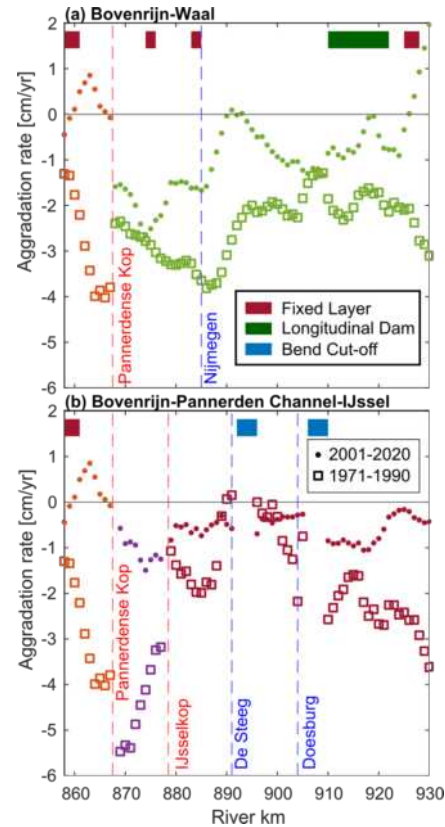 (a) Bovenrijn-Waal
2
1
0
-1
-2
-3
-4
-5
-6
Aggradation rate [cm/yr]
Pannerdense Kop
Nijmegen
Fixed Layer
Longitudinal Dam
Bend Cut-off
(b) Bovenrijn-Pannerden Channel-IJssel
2
1
0
-1
-2
-3
-4
-5
-6
Aggradation rate [cm/yr]
2001-2020
1971-1990
Pannerdense Kop
IJsselkop
De Steeg
Doesburg
860 870 880 890 900 910 920 930
River km